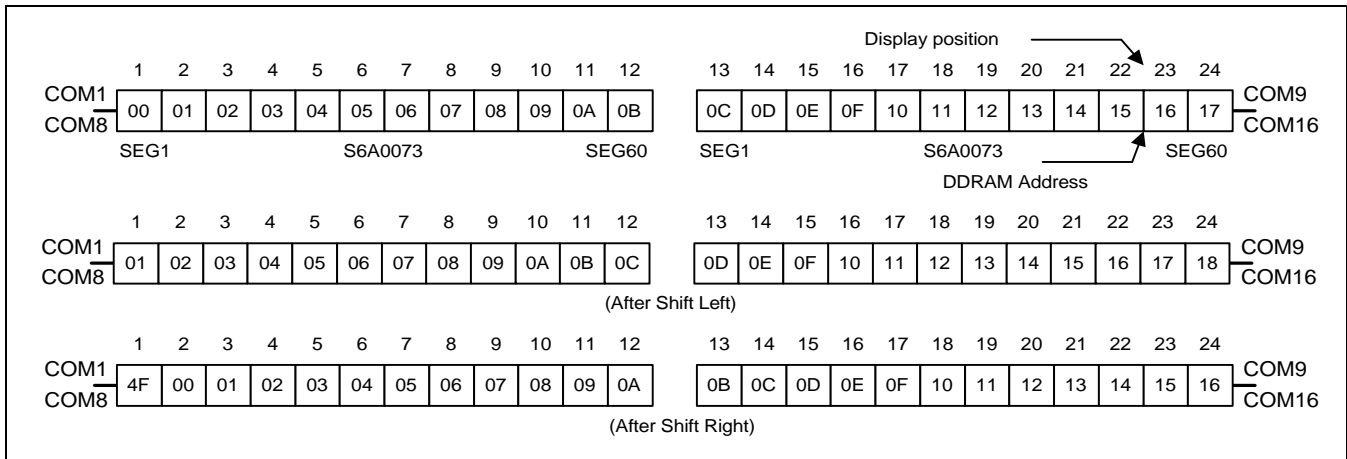 Display position
1 2 3 4 5 6 7 8 9 10 11 12 13 14 15 16 17 18 19 20 21 22 23 24
COM1 COM9
00 01 02 03 04 05 06 07 08 09 0A 0B 0C 0D 0E 0F 10 11 12 13 14 15 16 17
COM8 COM16
SEG1 S6A0073 SEG60 SEG1 S6A0073 SEG60
DDRAM Address
1 2 3 4 5 6 7 8 9 10 11 12 13 14 15 16 17 18 19 20 21 22 23 24
COM1 COM9
01 02 03 04 05 06 07 08 09 0A 0B 0C 0D 0E 0F 10 11 12 13 14 15 16 17 18
COM8 COM16
(After Shift Left)
1 2 3 4 5 6 7 8 9 10 11 12 13 14 15 16 17 18 19 20 21 22 23 24
COM1 COM9
4F 00 01 02 03 04 05 06 07 08 09 0A 0B 0C 0D 0E 0F 10 11 12 13 14 15 16
COM8 COM16
(After Shift Right)